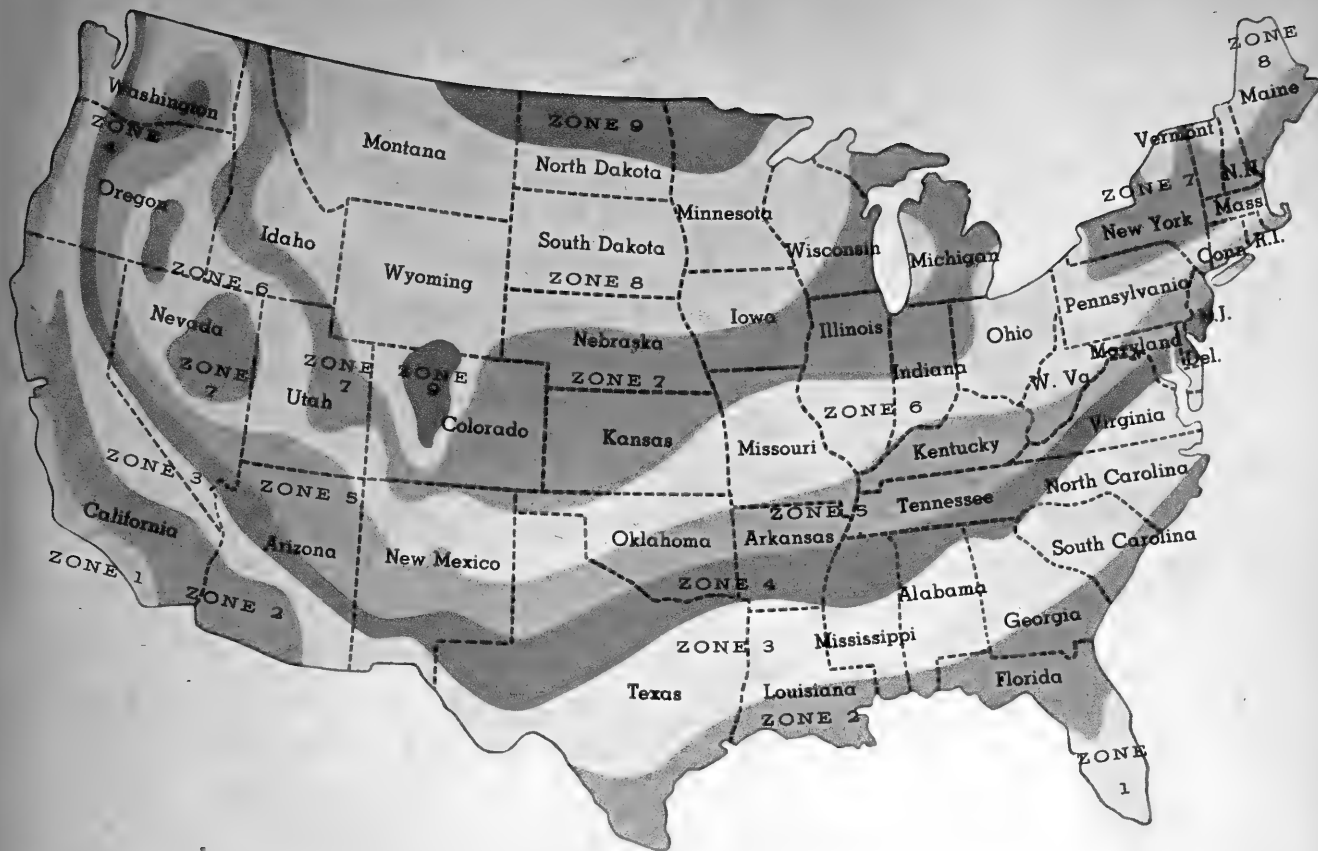 ZONE
8
Maine
Washington
ZONE
4
Montana
ZONE 9
North Dakota
Vermont
N.H.
ZONE 7
Mass
New York
Conn.
R.I.
Oregon
Idaho
Wyoming
South Dakota
ZONE 8
Minnesota
Wisconsin
Michigan
Pennsylvania
N.J.
ZONE 6
Nevada
ZONE
7
Utah
ZONE
7
ZONE
9
Colorado
Nebraska
ZONE 7
Iowa
Illinois
Indiana
Ohio
Maryland
Del.
W. Va.
Virginia
Kansas
Missouri
ZONE 6
Kentucky
ZONE 3
ZONE 5
California
Arizona
New Mexico
Oklahoma
ZONE 5
Arkansas
Tennessee
North Carolina
South Carolina
ZONE 1
ZONE 2
ZONE 4
Alabama
Georgia
ZONE 3
Mississippi
Texas
Louisiana
ZONE 2
Florida
ZONE
1